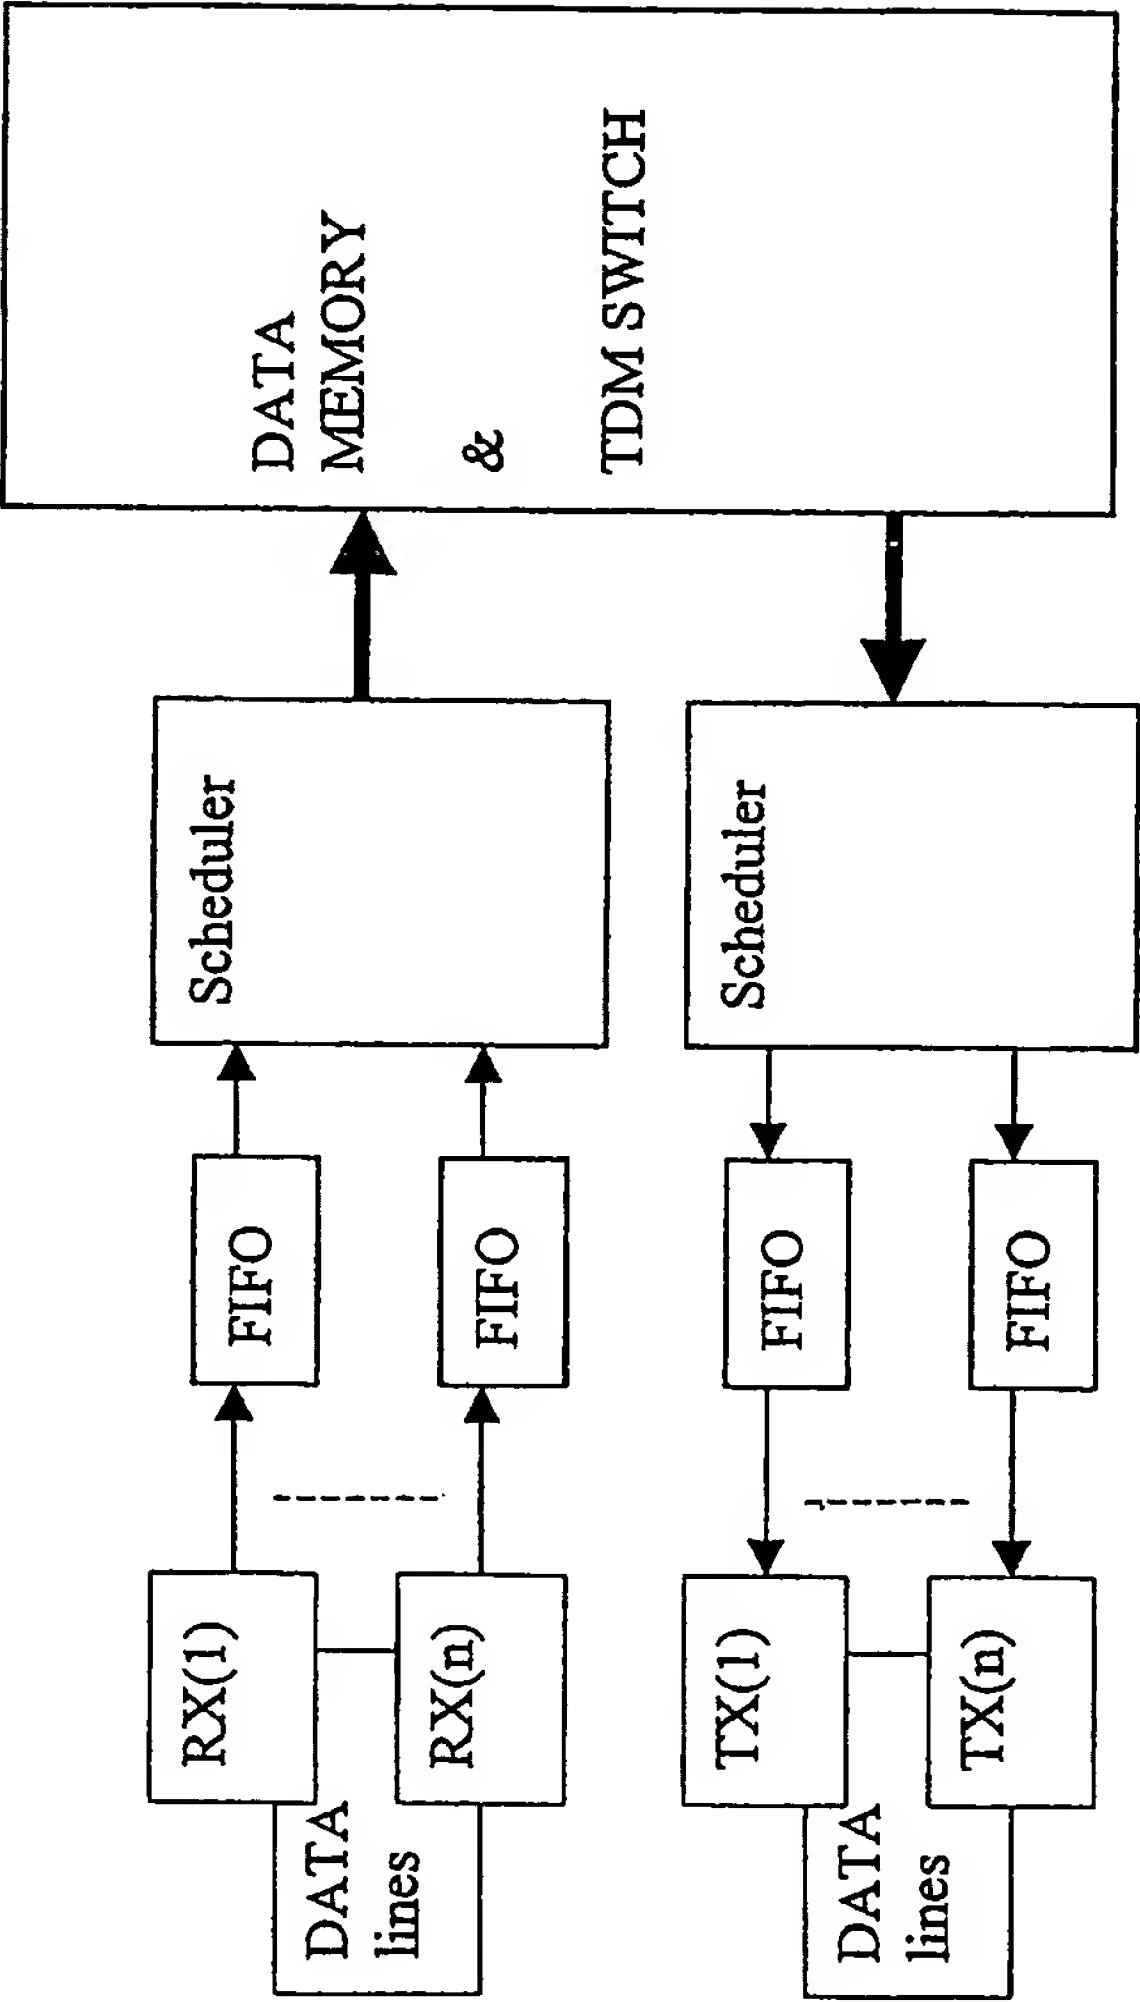 DATA
lines
RX(1)
RX(n)
FIFO
FIFO
Scheduler
DATA
MEMORY
&
TDM SWITCH
DATA
lines
TX(1)
TX(n)
FIFO
FIFO
Scheduler